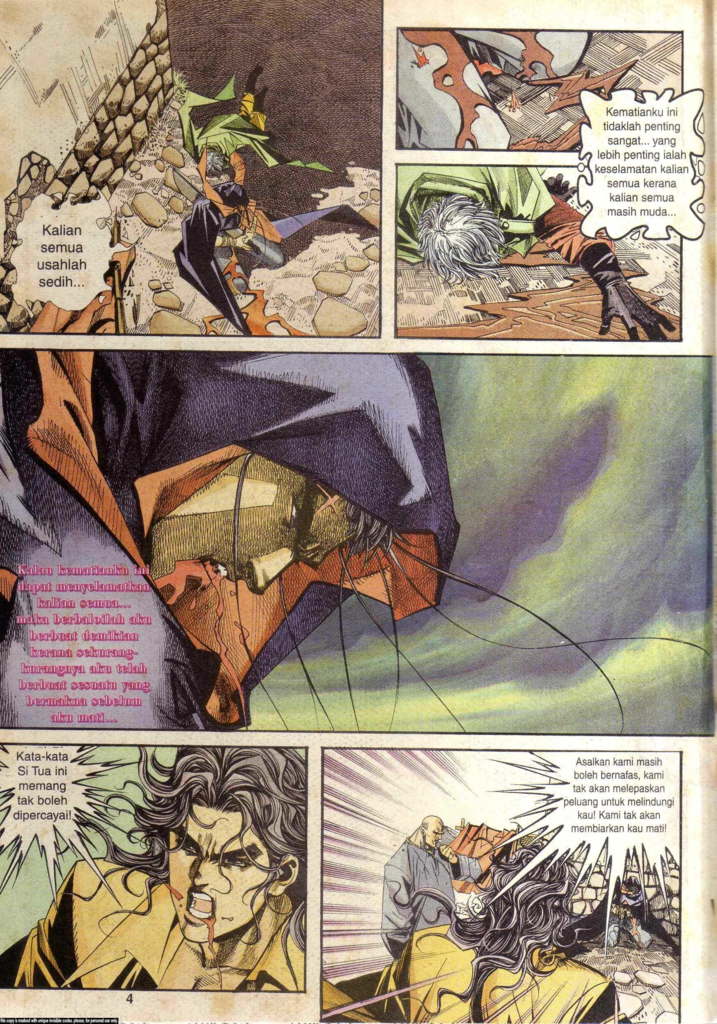 Kalian
semua
usahlah
sedih...
Kematianku ini
tidaklah penting
sangat... yang
lebih penting ialah
keselamatan kalian
semua kerana
kalian semua
masih muda...
Kalau kematianku ini
dapat menyelamatkan
kalian semua...
maka berbaloilah aku
berbuat demikian
kerana sekurang-
kurangnya aku telah
berbuat sesuatu yang
bermakna sebelum
aku mati...
Kata-kata
Si Tua ini
memang
tak boleh
dipercayai!
Asalkan kami masih
boleh bernafas, kami
tak akan melepaskan
peluang untuk melindungi
kau! Kami tak akan
membiarkan kau mati!
4